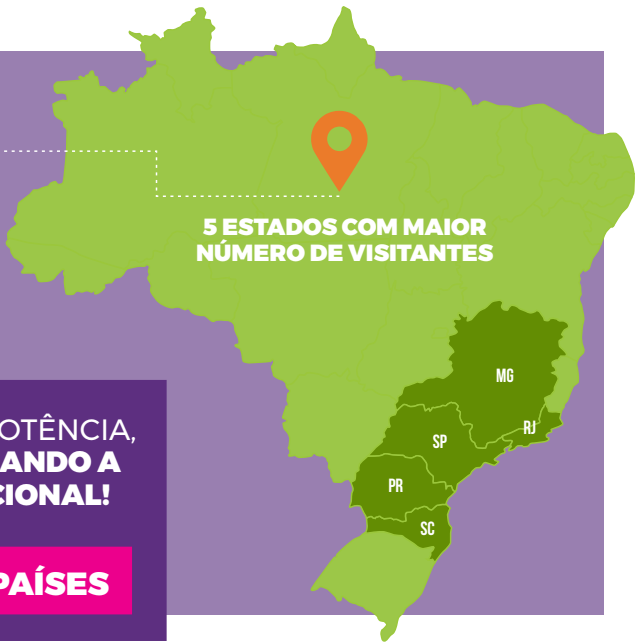 5 ESTADOS COM MAIOR
NÚMERO DE VISITANTES
MG
RJ
SP
PR
SC
OTÊNCIA,
ANDO A
CIONAL!
PAÍSES